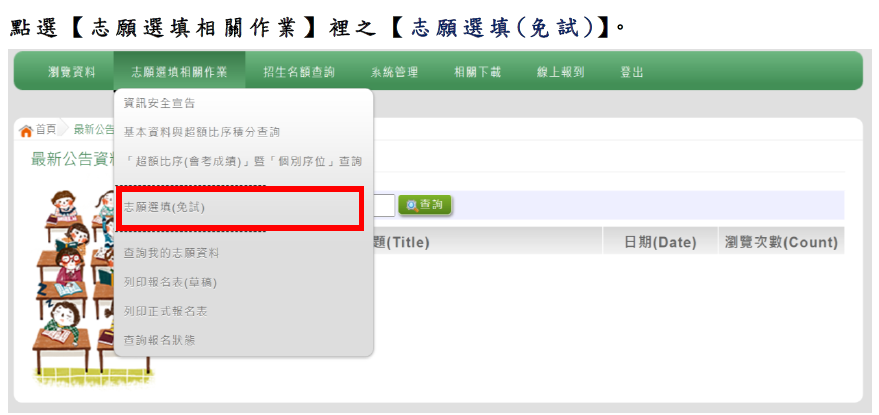 點選【志願選填相關作業】裡之【志願選填(免試)】。
瀏覽資料 志願選填相關作業 招生名額查詢 系統管理 相關下載 線上報到 登出
資訊安全宣告
首頁 最新公告
基本資料與超額比序積分查詢
最新公告資料
「超額比序(會考成績)」暨「個別序位」查詢
志願選填(免試)
查詢
題(Title) 日期(Date) 瀏覽次數(Count)
查詢我的志願資料
列印報名表(草稿)
列印正式報名表
查詢報名狀態